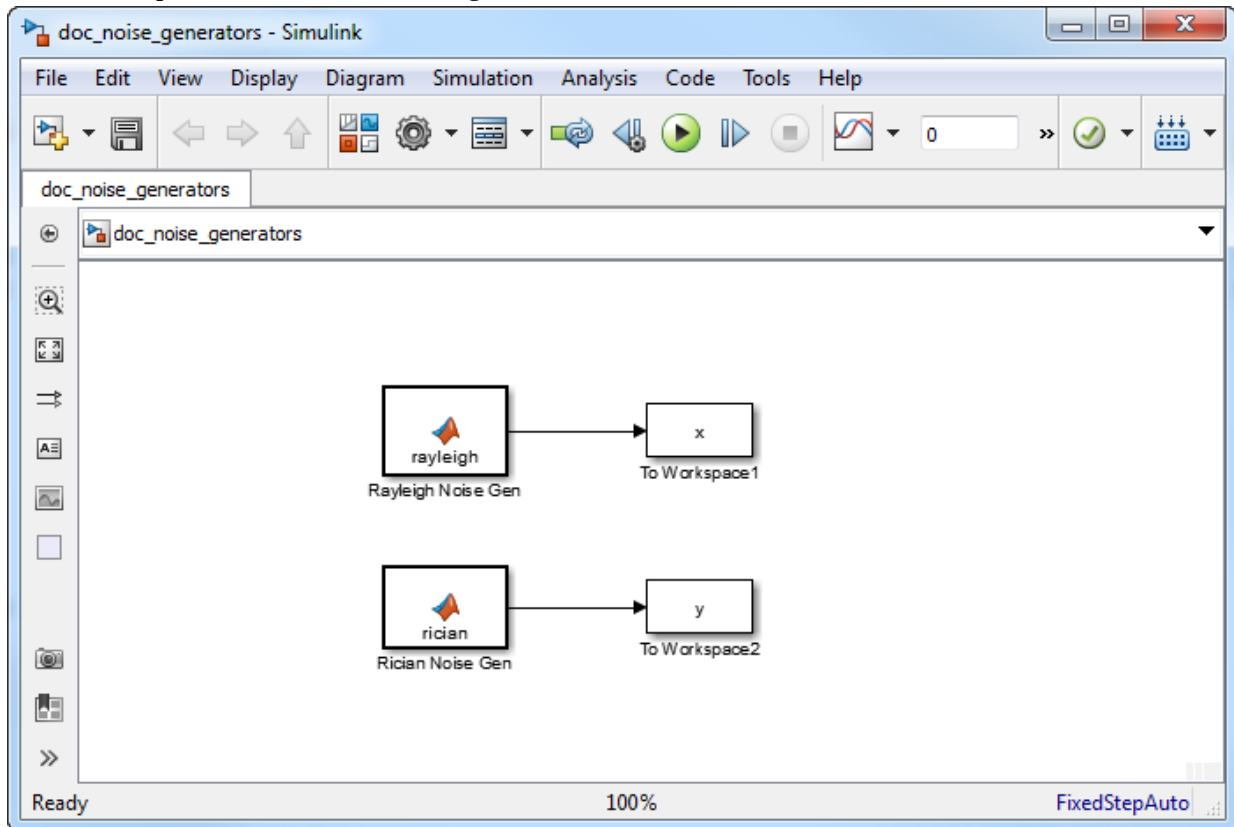 doc_noise_generators - Simulink
File Edit View Display Diagram Simulation Analysis Code Tools Help
0 »
doc_noise_generators
doc_noise_generators
rayleigh
Rayleigh Noise Gen
x
To Workspace1
rician
Rician Noise Gen
y
To Workspace2
Ready 100% FixedStepAuto